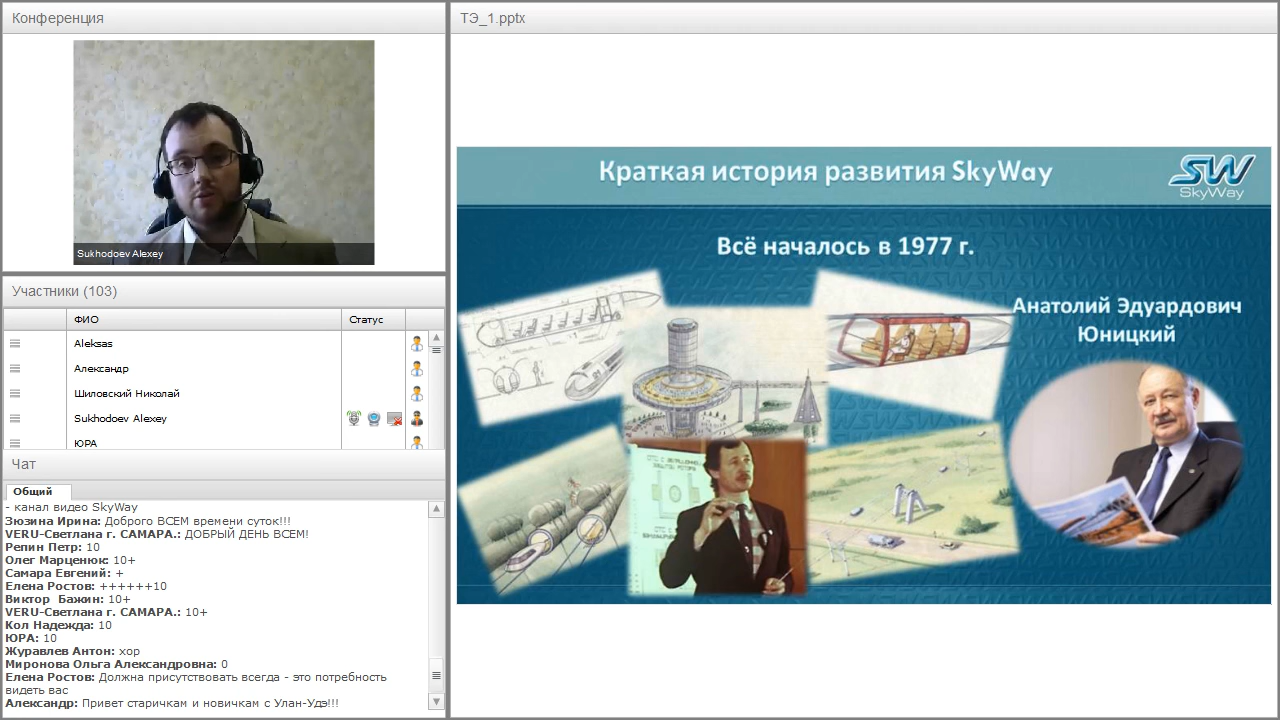 Конференция
Sukhodoev Alexey
Участники (103)
ФИО
Статус
Aleksas
Александр
Шиловский Николай
Sukhodoev Alexey
ЮРА
Чат
Общий
- канал видео SkyWay
Зюзина Ирина: Доброго ВСЕМ времени суток!!!
VERU-Светлана г. САМАРА.: ДОБРЫЙ ДЕНЬ ВСЕМ!
Репин Петр: 10
Олег Марценюк: 10+
Самара Евгений: +
Елена Ростов: ++++++10
Виктор Бажин: 10+
VERU-Светлана г. САМАРА.: 10+
Кол Надежда: 10
ЮРА: 10
Журавлев Антон: хор
Миронова Ольга Александровна: 0
Елена Ростов: Должна присутствовать всегда - это потребность
видеть вас
Александр: Привет старичкам и новичкам с Улан-Удэ!!!
ТЭ_1.pptx
Краткая история развития SkyWay
SW
SkyWay
Всё началось в 1977 г.
Анатолий Эдуардович
Юницкий